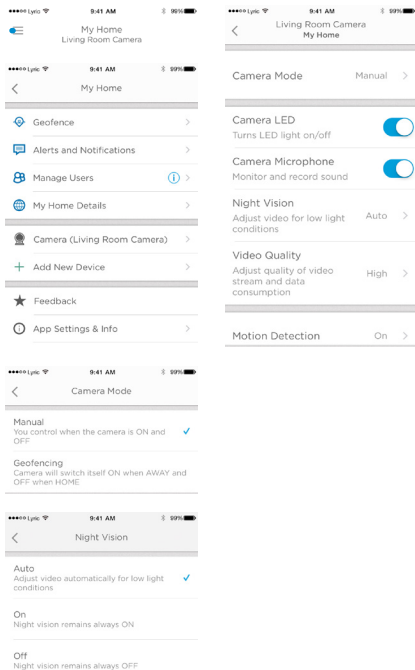 Lyric 9:41 AM 99%
My Home
Living Room Camera
Lyric 9:41 AM 99%
My Home
Geofence
Alerts and Notifications
Manage Users
My Home Details
Camera (Living Room Camera)
Add New Device
Feedback
App Settings & Info
Lyric 9:41 AM 99%
Camera Mode
Manual
You control when the camera is ON and
OFF
Geofencing
Camera will switch itself ON when AWAY and
OFF when HOME
Lyric 9:41 AM 99%
Night Vision
Auto
Adjust video automatically for low light
conditions
On
Night vision remains always ON
Off
Night vision remains always OFF
Lyric 9:41 AM 99%
Living Room Camera
My Home
Camera Mode Manual
Camera LED
Turns LED light on/off
Camera Microphone
Monitor and record sound
Night Vision
Adjust video for low light Auto
conditions
Video Quality
Adjust quality of video
stream and data High
consumption
Motion Detection On